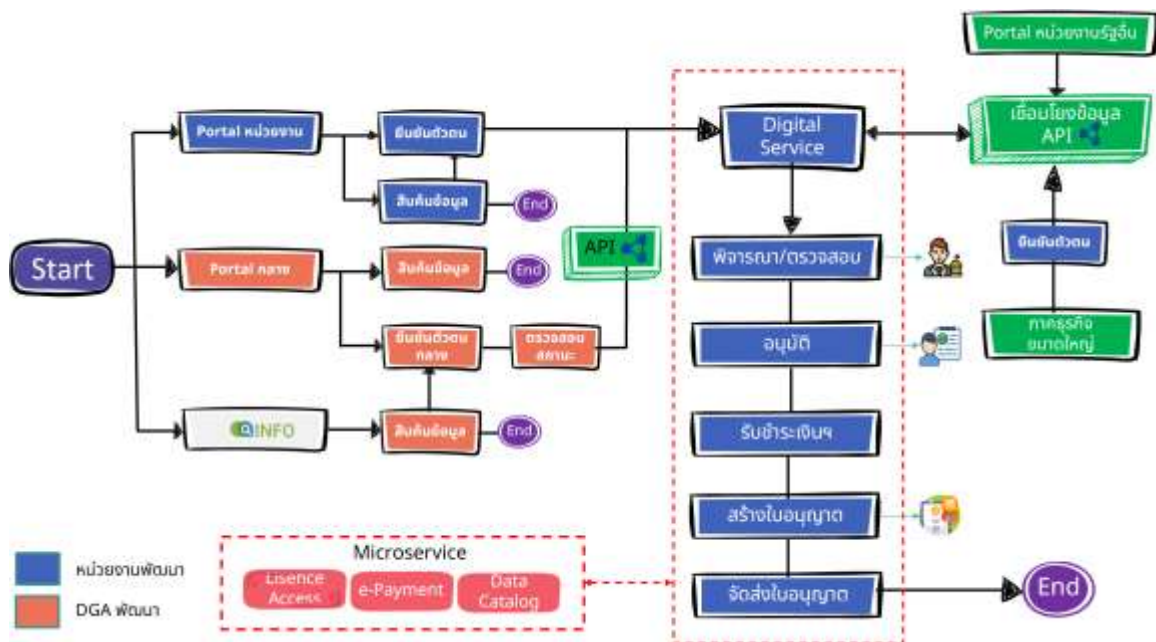 Portal หน่วยงานรัฐอื่น
Portal หน่วยงาน
ยืนยันตัวตน
Digital
Service
เชื่อมโยงข้อมูล
API
สืบค้นข้อมูล
End
ยืนยันตัวตน
API
พิจารณา/ตรวจสอบ
Start
Portal กลาง
สืบค้นข้อมูล
End
ภาคธุรกิจ
ขนาดใหญ่
ยืนยันตัวตน
กลาง
ตรวจสอบ
สถานะ
อนุมัติ
INFO
สืบค้นข้อมูล
End
รับชำระเงินฯ
สร้างใบอนุญาต
Microservice
Lisence
Access
e-Payment
Data
Catalog
จัดส่งใบอนุญาต
End
หน่วยงานพัฒนา
DGA พัฒนา